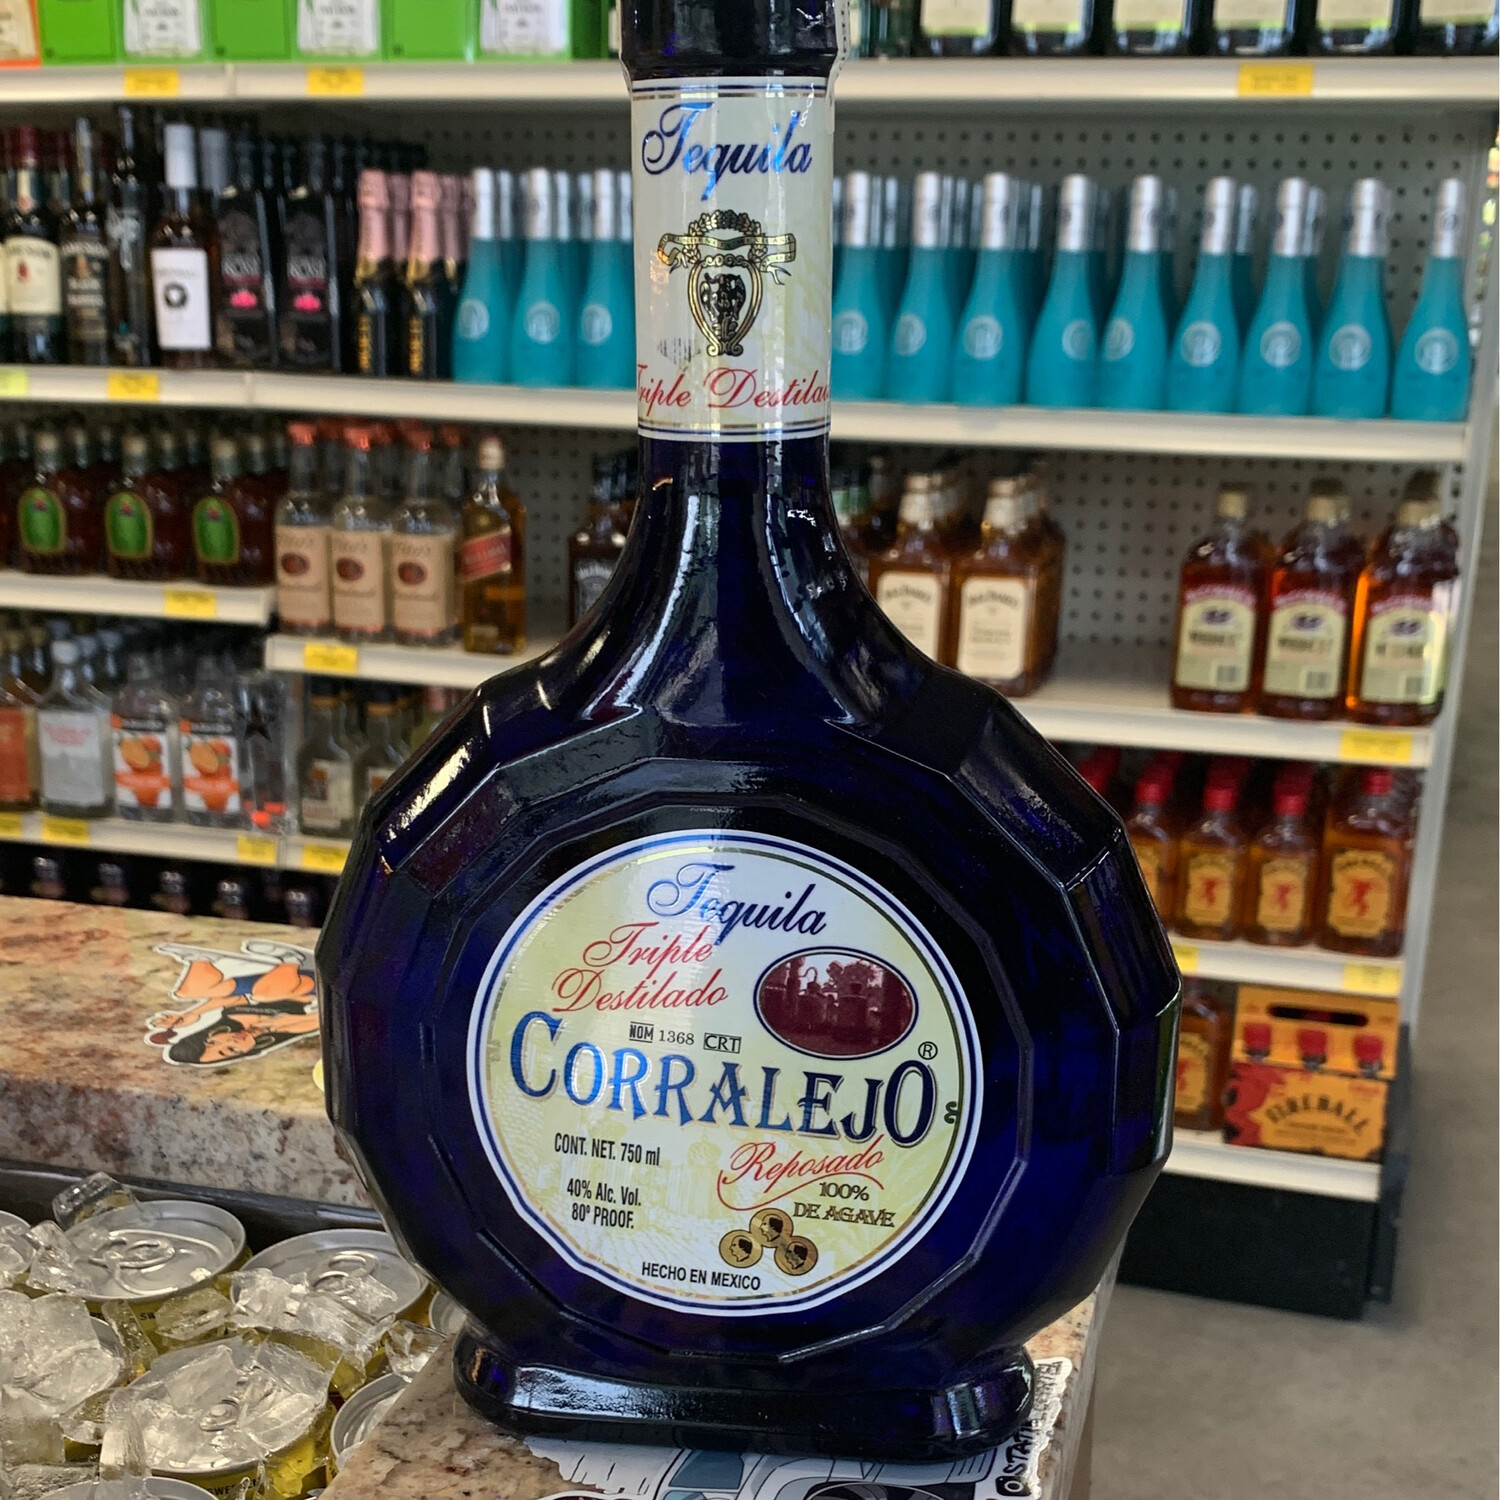 Tequila
Triple Destilado
Tequila
Triple
Destilado
NOM 1368 CRT
CORRALEJO®
CONT. NET. 750 ml
Reposado
100%
DE AGAVE
40% Alc. Vol.
80° PROOF.
HECHO EN MEXICO
FIREBALL